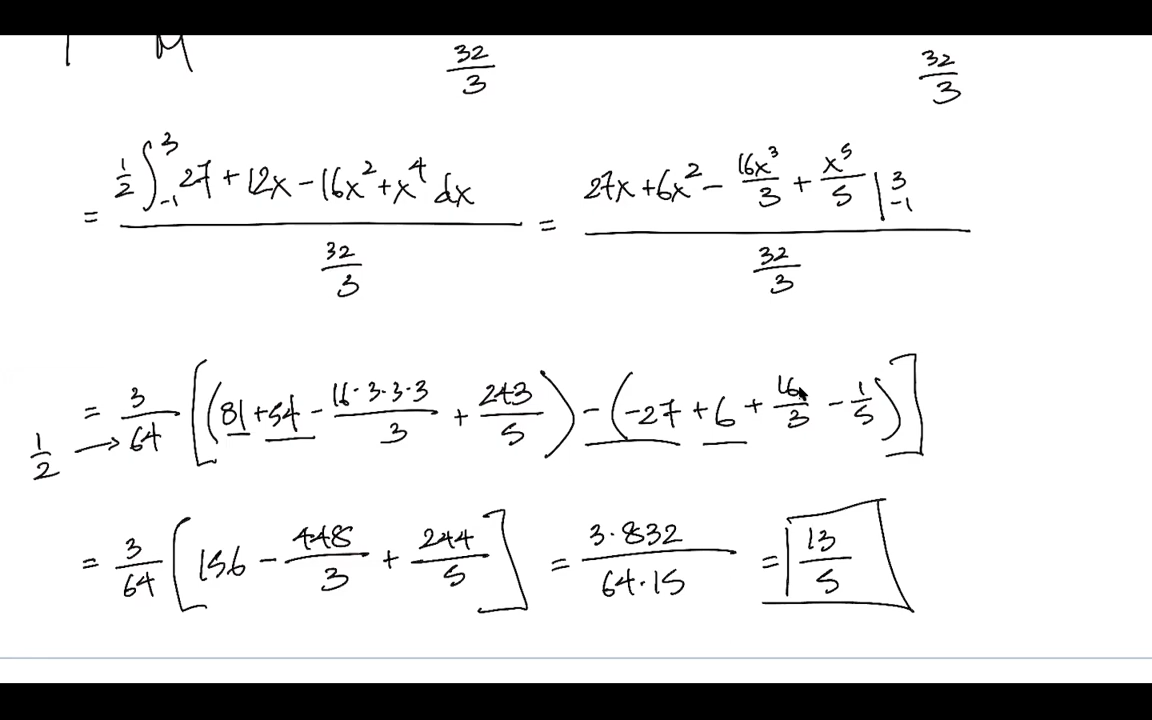 32/3 32/3
= (1/2 ∫_{-1}^{3} 27 + 12x - 16x² + x⁴ dx) / (32/3) = (27x + 6x² - 16x³/3 + x⁵/5 |_{-1}^{3}) / (32/3)
= 3/64 [(81 + 54 - 16·3·3·3/3 + 243/5) - (-27 + 6 + 16/3 - 1/5)]
1/2 →
= 3/64 [156 - 448/3 + 244/5] = 3·832/64·15 = 13/5